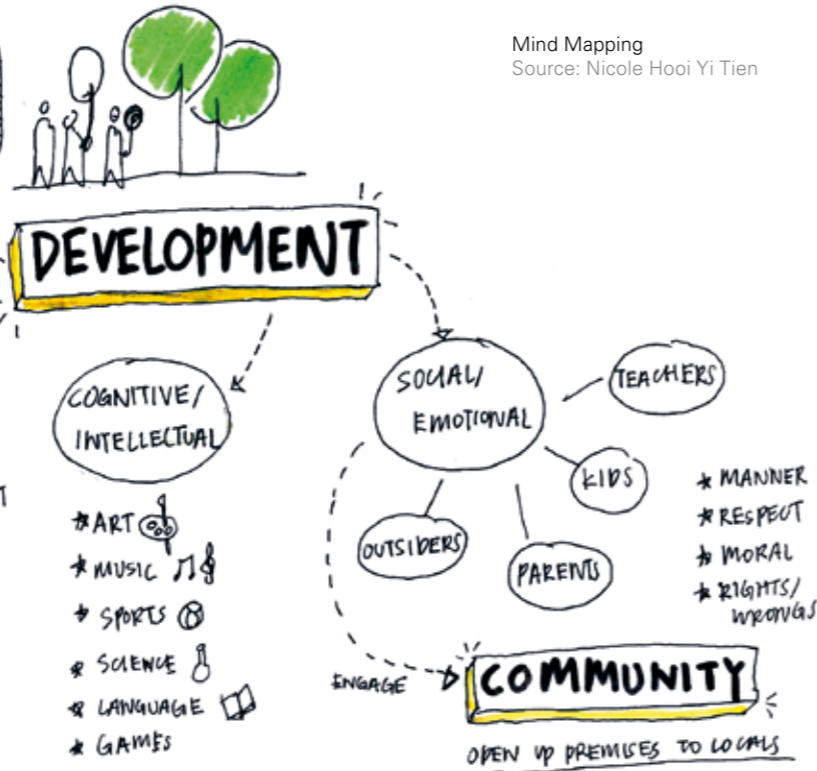 Mind Mapping
Source: Nicole Hooi Yi Tien
DEVELOPMENT
COGNITIVE/
INTELLECTUAL
★ ART
★ MUSIC
★ SPORTS
★ SCIENCE
★ LANGUAGE
★ GAMES
SOCIAL/
EMOTIONAL
TEACHERS
KIDS
PARENTS
OUTSIDERS
★ MANNER
★ RESPECT
★ MORAL
★ RIGHTS/
WRONGS
ENGAGE
COMMUNITY
OPEN UP PREMISES TO LOCALS